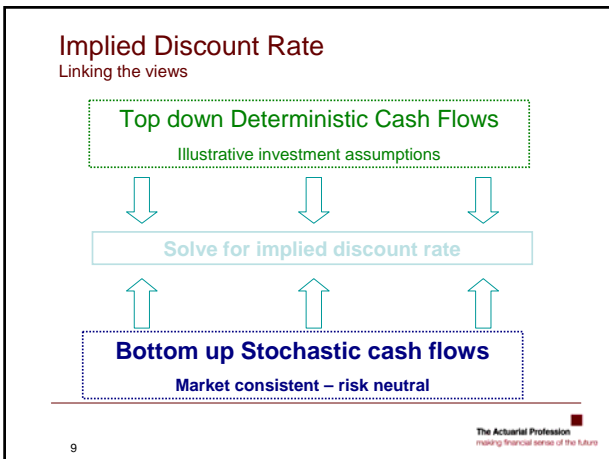 Implied Discount Rate
Linking the views
Top down Deterministic Cash Flows
Illustrative investment assumptions
Solve for implied discount rate
Bottom up Stochastic cash flows
Market consistent – risk neutral
The Actuarial Profession
making financial sense of the future
9